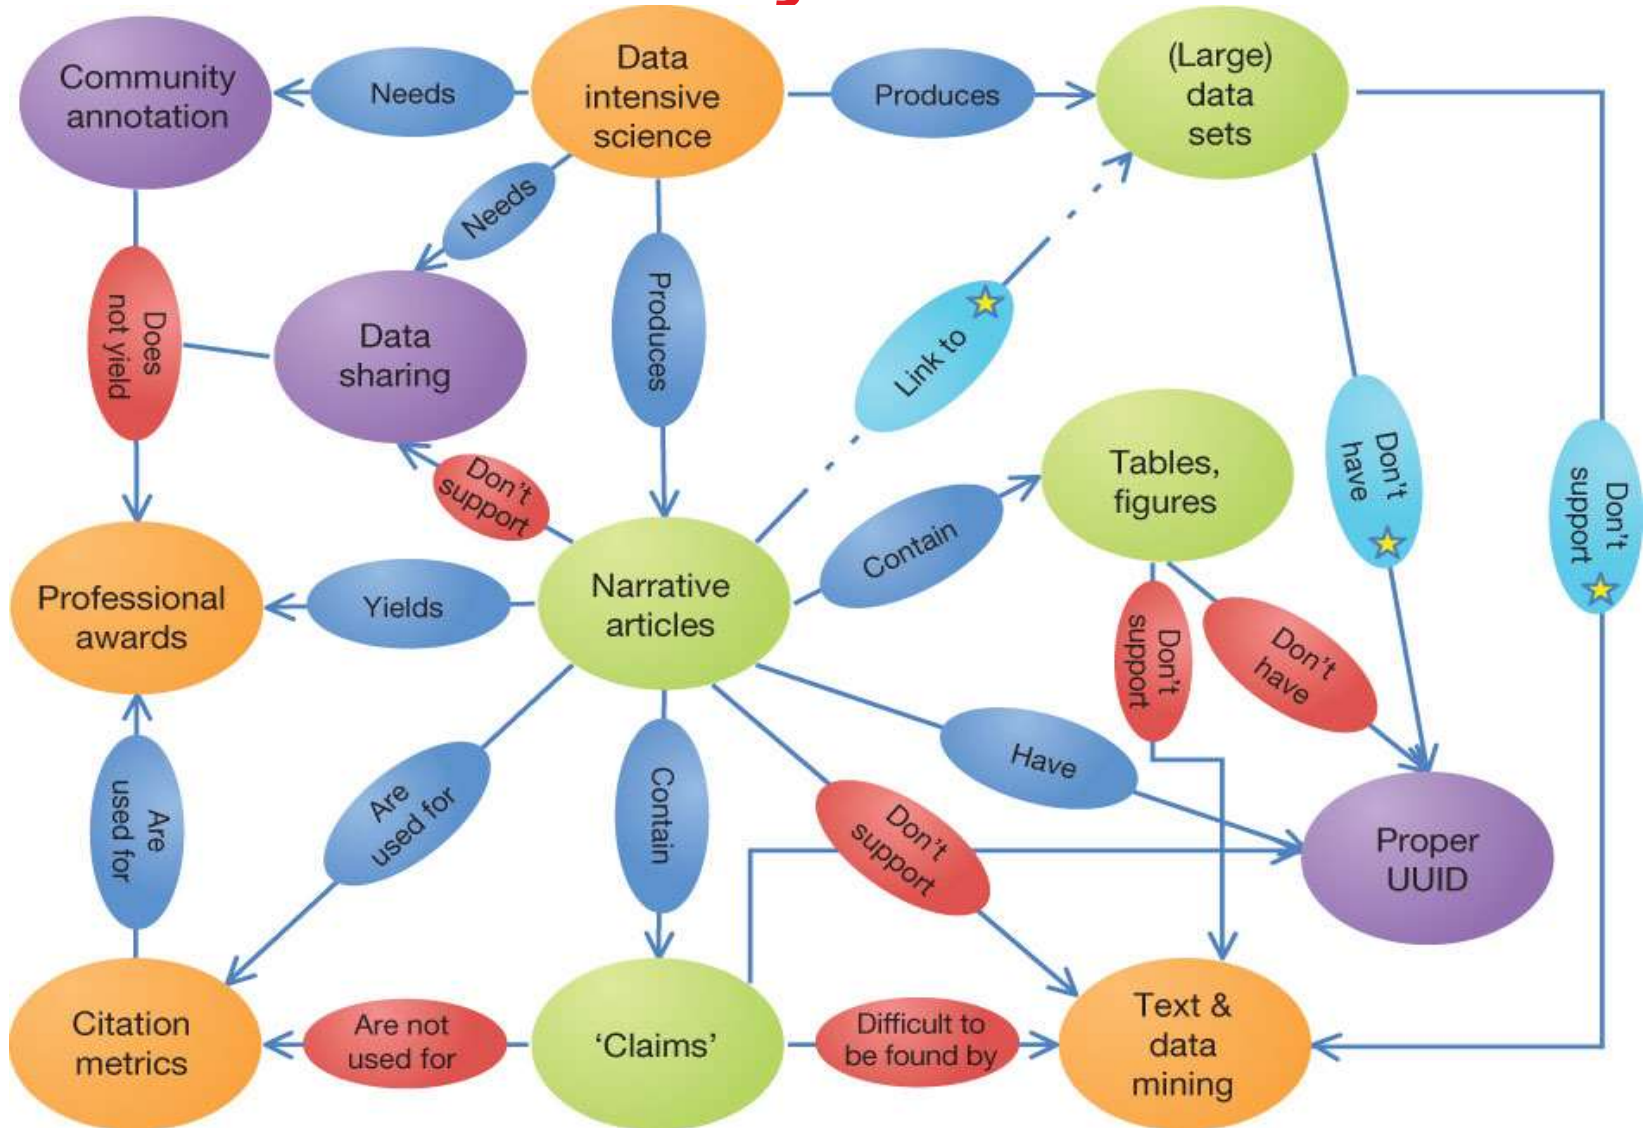 Community
annotation
Needs
Data
intensive
science
Produces
(Large)
data
sets
Needs
Does
not yield
Data
sharing
Produces
Link to
Don't
have
Don't
support
Don't
support
Contain
Tables,
figures
Professional
awards
Yields
Narrative
articles
Don't
support
Don't
have
Are
used for
Are
used for
Contain
Don't
support
Have
Proper
UUID
Citation
metrics
Are not
used for
‘Claims’
Difficult to
be found by
Text &
data
mining